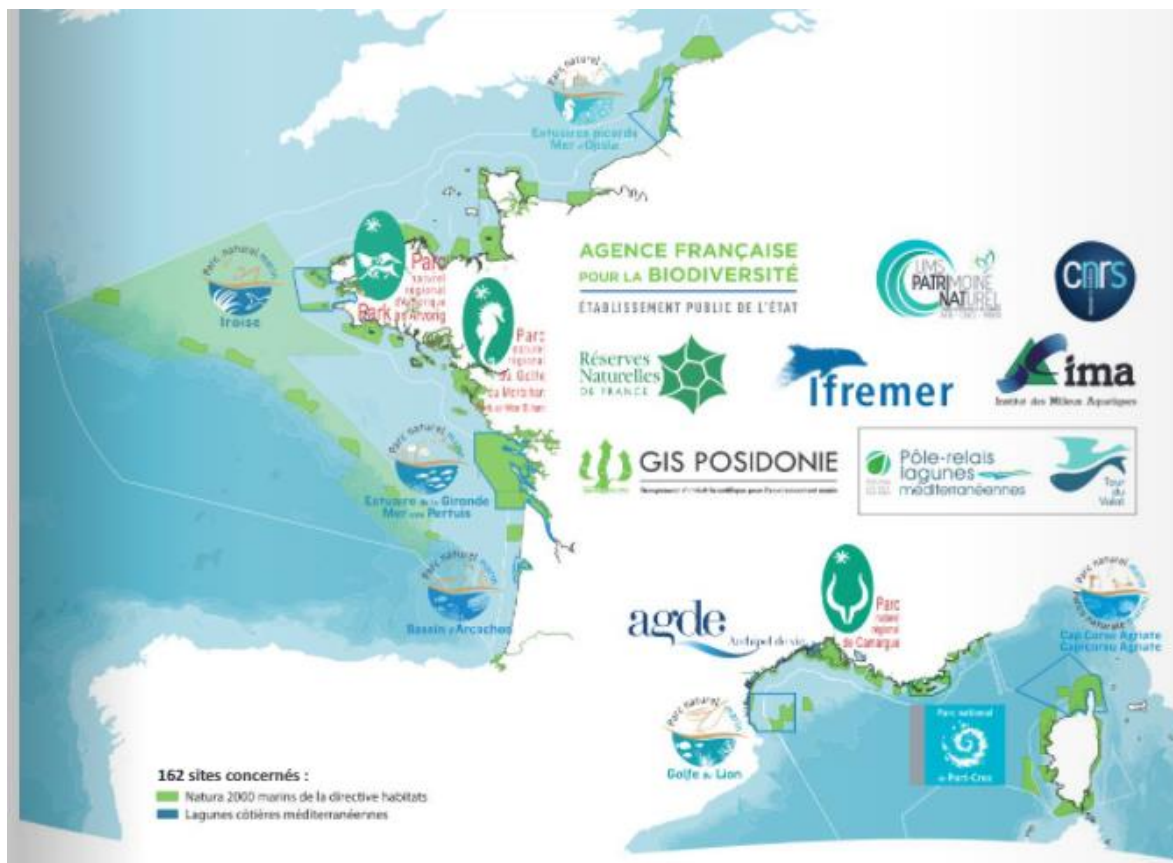 Parc naturel marin
Estuaires picards
Mer d'Opale
Parc naturel marin
Iroise
Parc
naturel
régional
d'Armorique
Park an Arvorig
Parc
naturel
régional
du Golfe
du Morbihan
AGENCE FRANÇAISE
POUR LA BIODIVERSITÉ
ÉTABLISSEMENT PUBLIC DE L'ÉTAT
UMS
PATRIMOINE
NATUREL
cnrs
Réserves
Naturelles
DE FRANCE
Ifremer
ima
Institut des Milieux Aquatiques
GIS POSIDONIE
Pôle-relais
lagunes
méditerranéennes
Tour
du
Valat
Parc naturel marin
Estuaire de la Gironde
Mer des Pertuis
Parc naturel marin
Bassin d'Arcachon
agde
Archipel de vie
Parc
naturel
régional
de Camargue
Parc naturel marin
Cap Corse Agriate
Capicorsu Agriate
Parc naturel marin
Golfe du Lion
Parc national
de Port-Cros
162 sites concernés :
Natura 2000 marins de la directive habitats
Lagunes côtières méditerranéennes